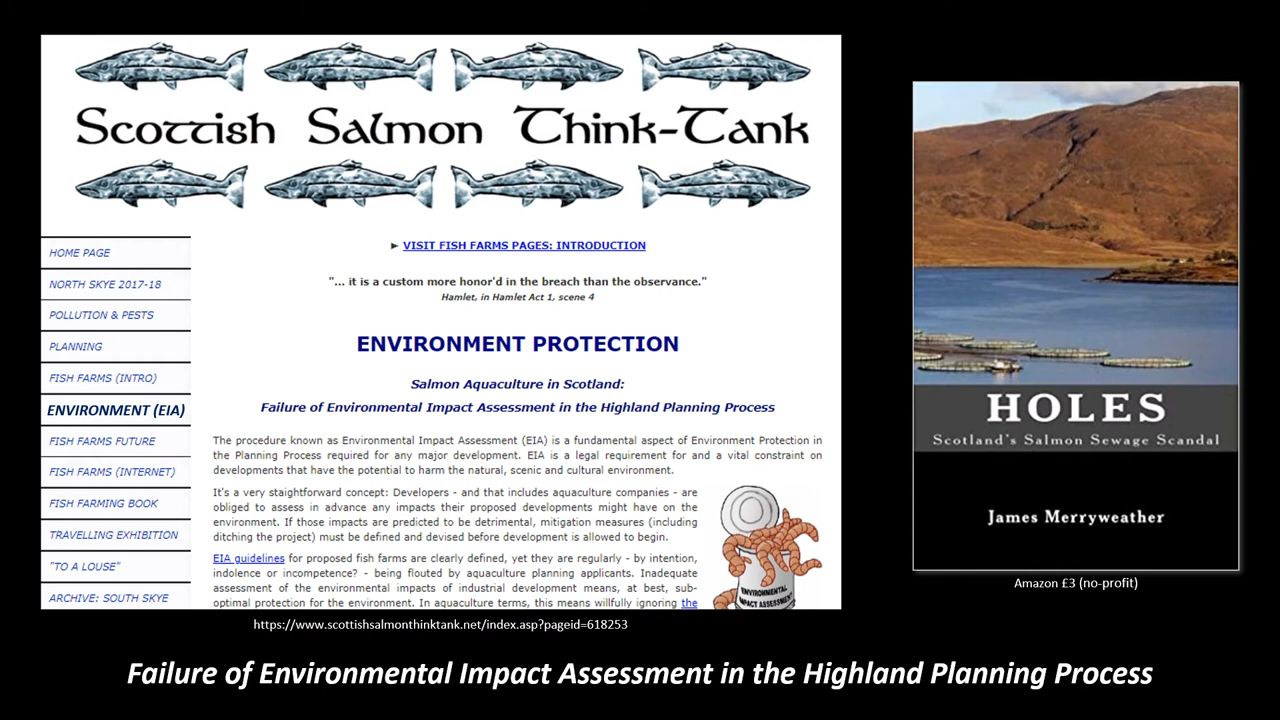 Scottish Salmon Think-Tank
HOME PAGE
NORTH SKYE 2017-18
POLLUTION & PESTS
PLANNING
FISH FARMS (INTRO)
ENVIRONMENT (EIA)
FISH FARMS FUTURE
FISH FARMS (INTERNET)
FISH FARMING BOOK
TRAVELLING EXHIBITION
"TO A LOUSE"
ARCHIVE: SOUTH SKYE
► VISIT FISH FARMS PAGES: INTRODUCTION
"... it is a custom more honor'd in the breach than the observance."
Hamlet, in Hamlet Act 1, scene 4
ENVIRONMENT PROTECTION
Salmon Aquaculture in Scotland:
Failure of Environmental Impact Assessment in the Highland Planning Process
The procedure known as Environmental Impact Assessment (EIA) is a fundamental aspect of Environment Protection in
the Planning Process required for any major development. EIA is a legal requirement for and a vital constraint on
developments that have the potential to harm the natural, scenic and cultural environment.
It's a very staightforward concept: Developers - and that includes aquaculture companies - are
obliged to assess in advance any impacts their proposed developments might have on the
environment. If those impacts are predicted to be detrimental, mitigation measures (including
ditching the project) must be defined and devised before development is allowed to begin.
EIA guidelines for proposed fish farms are clearly defined, yet they are regularly - by intention,
indolence or incompetence? - being flouted by aquaculture planning applicants. Inadequate
assessment of the environmental impacts of industrial development means, at best, sub-
optimal protection for the environment. In aquaculture terms, this means willfully ignoring the
ENVIRONMENTAL
IMPACT ASSESSMENT
https://www.scottishsalmonthinktank.net/index.asp?pageid=618253
HOLES
Scotland's Salmon Sewage Scandal
James Merryweather
Amazon £3 (no-profit)
Failure of Environmental Impact Assessment in the Highland Planning Process